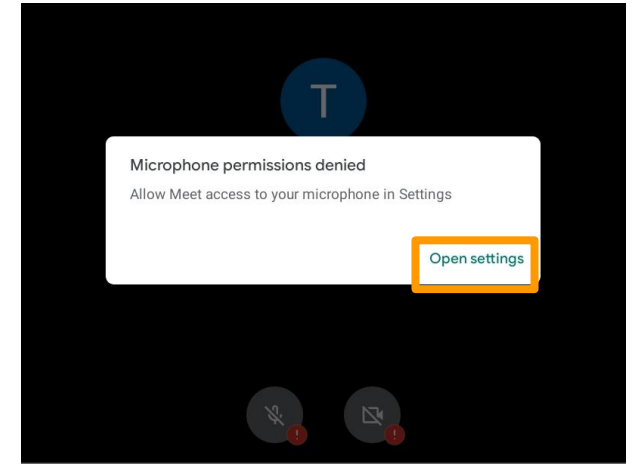 T
Microphone permissions denied
Allow Meet access to your microphone in Settings
Open settings
!
!